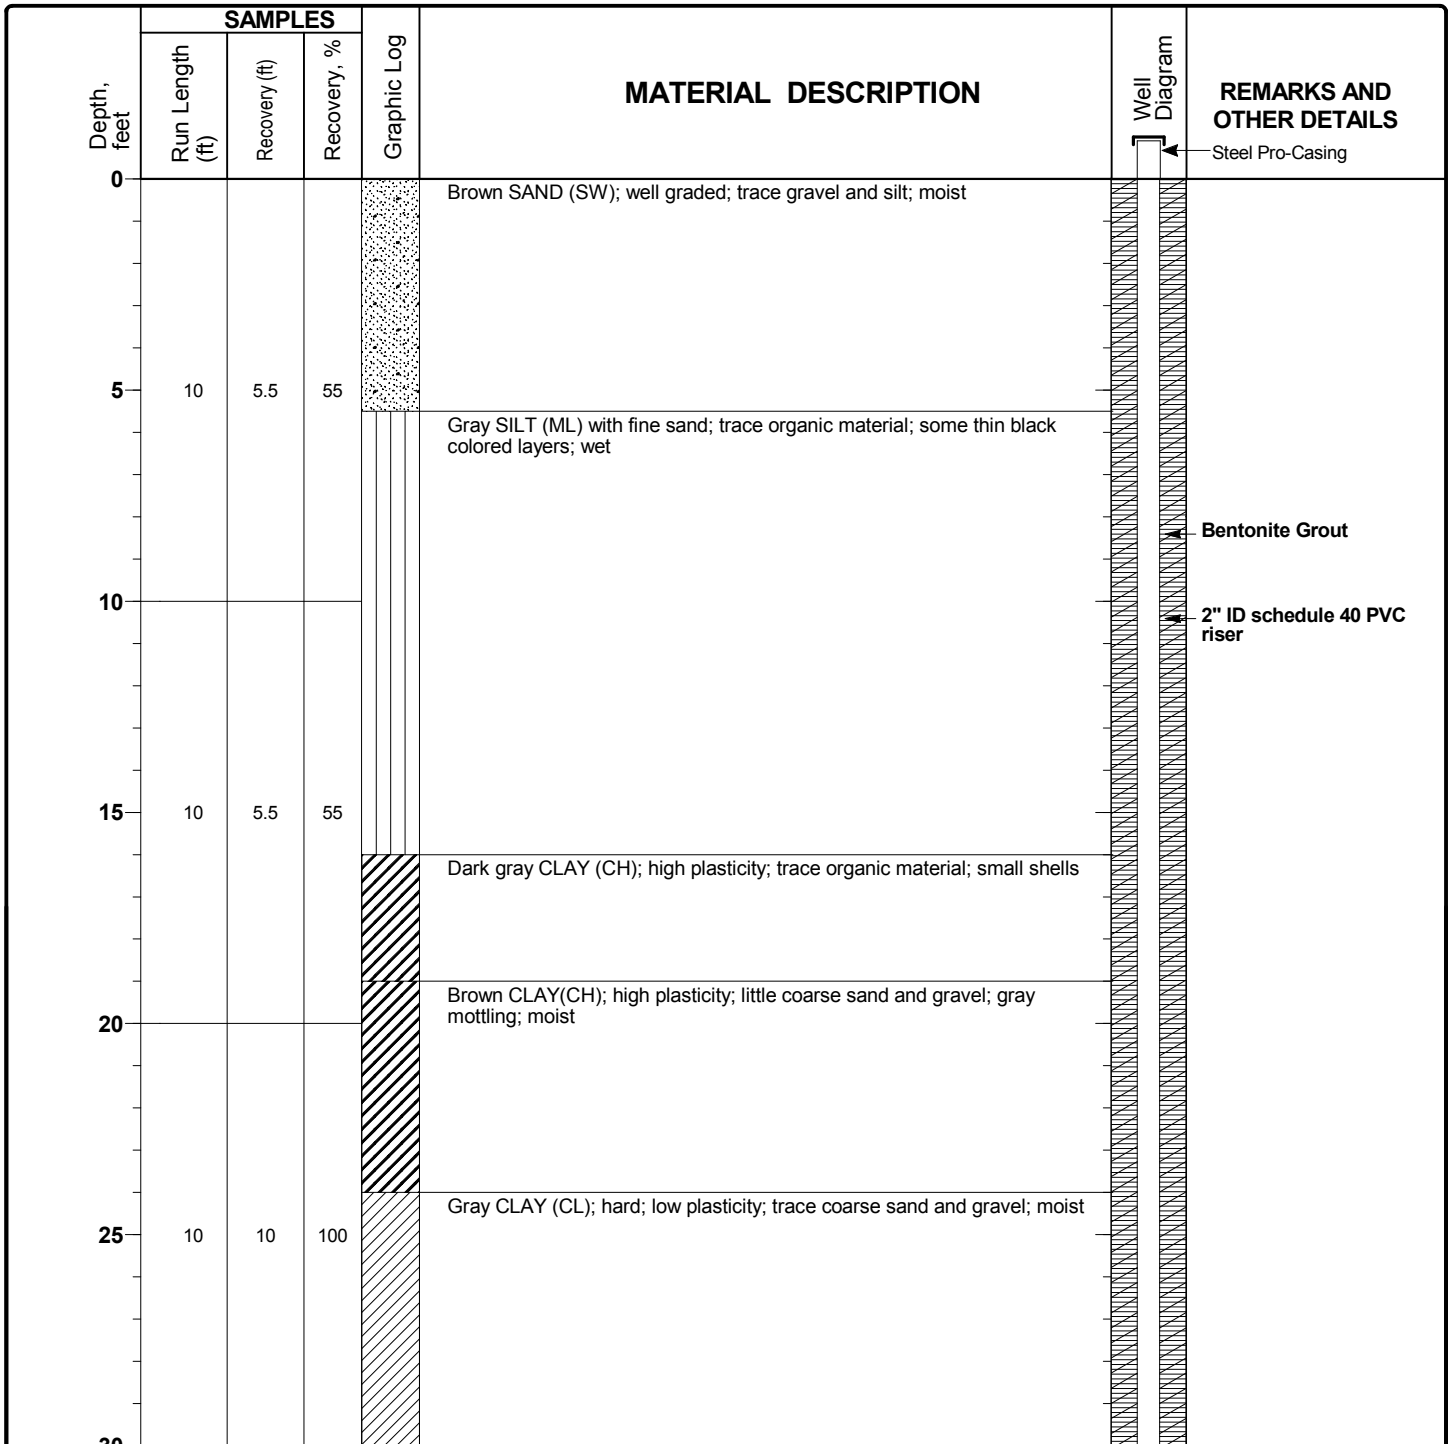 SAMPLES
Depth,
feet
Run Length
(ft)
Recovery (ft)
Recovery, %
Graphic Log
MATERIAL DESCRIPTION
Well
Diagram
REMARKS AND
OTHER DETAILS
Steel Pro-Casing
0
Brown SAND (SW); well graded; trace gravel and silt; moist
5
10 5.5 55
Gray SILT (ML) with fine sand; trace organic material; some thin black
colored layers; wet
Bentonite Grout
10
2" ID schedule 40 PVC
riser
15
10 5.5 55
Dark gray CLAY (CH); high plasticity; trace organic material; small shells
Brown CLAY(CH); high plasticity; little coarse sand and gravel; gray
mottling; moist
20
Gray CLAY (CL); hard; low plasticity; trace coarse sand and gravel; moist
25
10 10 100
30